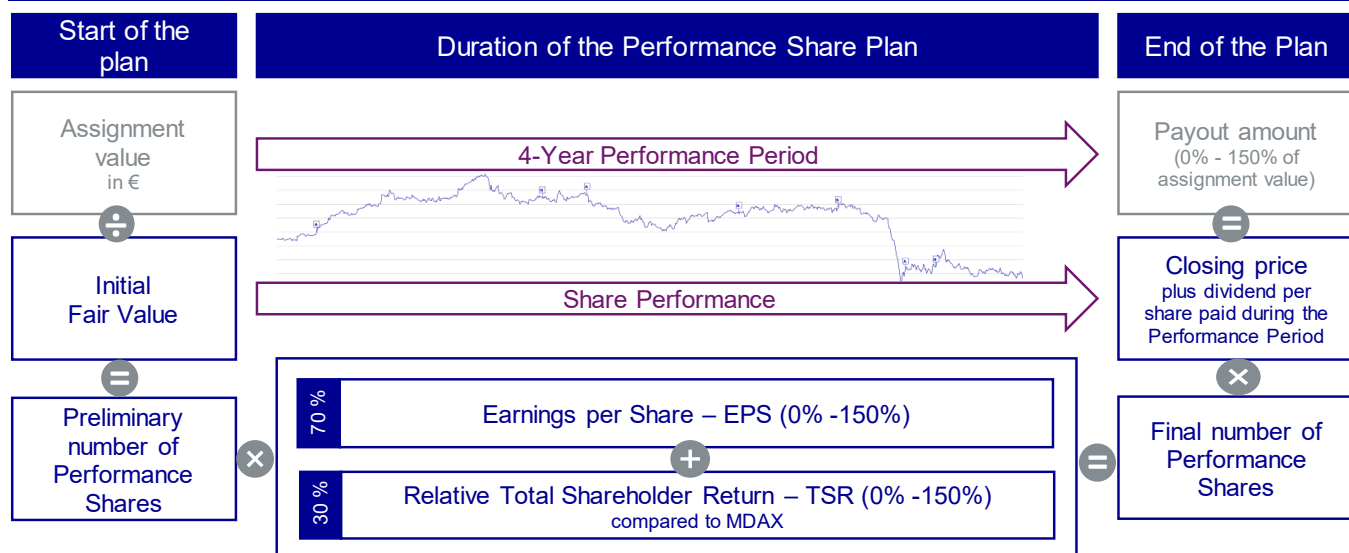 Start of the
plan
Duration of the Performance Share Plan
End of the Plan
Assignment
value
in €
÷
Initial
Fair Value
=
Preliminary
number of
Performance
Shares
4-Year Performance Period
Share Performance
×
70 %
Earnings per Share – EPS (0% -150%)
+
30 %
Relative Total Shareholder Return – TSR (0% -150%)
compared to MDAX
=
Payout amount
(0% - 150% of
assignment value)
=
Closing price
plus dividend per
share paid during the
Performance Period
×
Final number of
Performance
Shares